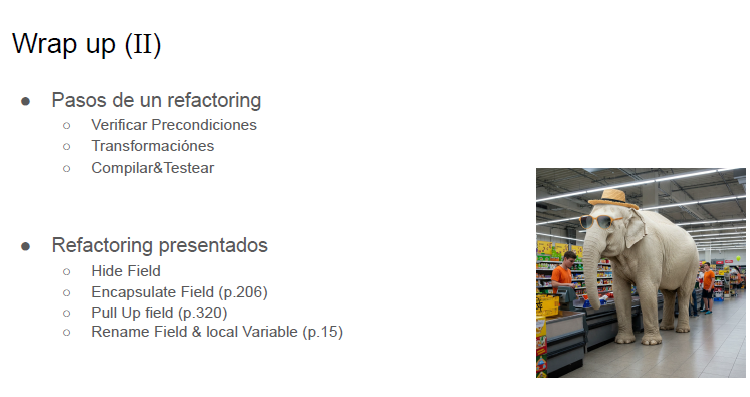 Wrap up (II)
● Pasos de un refactoring
○ Verificar Precondiciones
○ Transformaciónes
○ Compilar&Testear
● Refactoring presentados
○ Hide Field
○ Encapsulate Field (p.206)
○ Pull Up field (p.320)
○ Rename Field & local Variable (p.15)